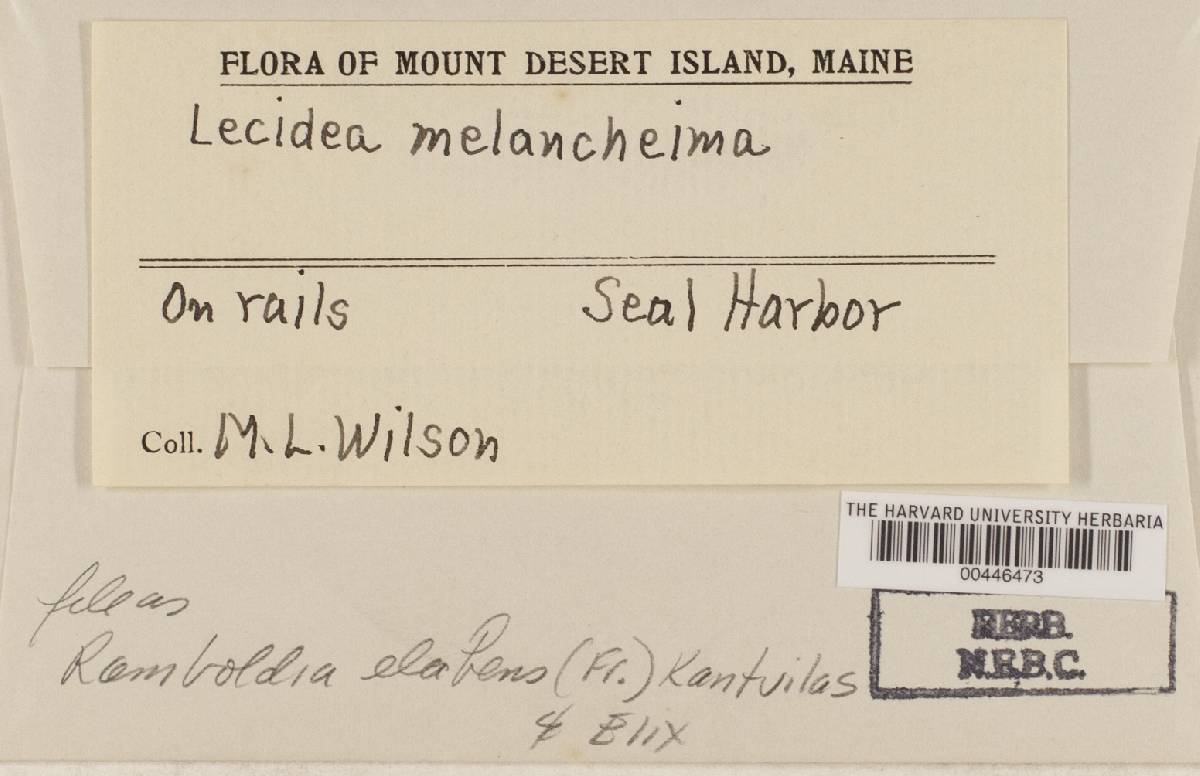 FLORA OF MOUNT DESERT ISLAND, MAINE
Lecidea melancheima
On rails Seal Harbor
Coll. M. L. Wilson
THE HARVARD UNIVERSITY HERBARIA
00446473
HERB.
N.E.B.C.
file as
Ramboldia elabens (Fr.) Kantvilas
& Elix